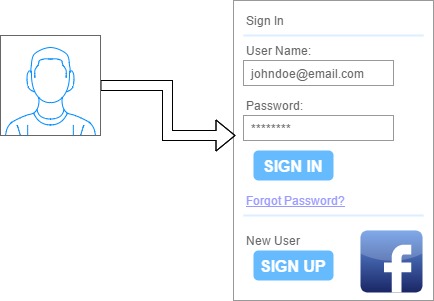 Sign In
User Name:
johndoe@email.com
Password:
********
SIGN IN
Forgot Password?
New User
SIGN UP
f